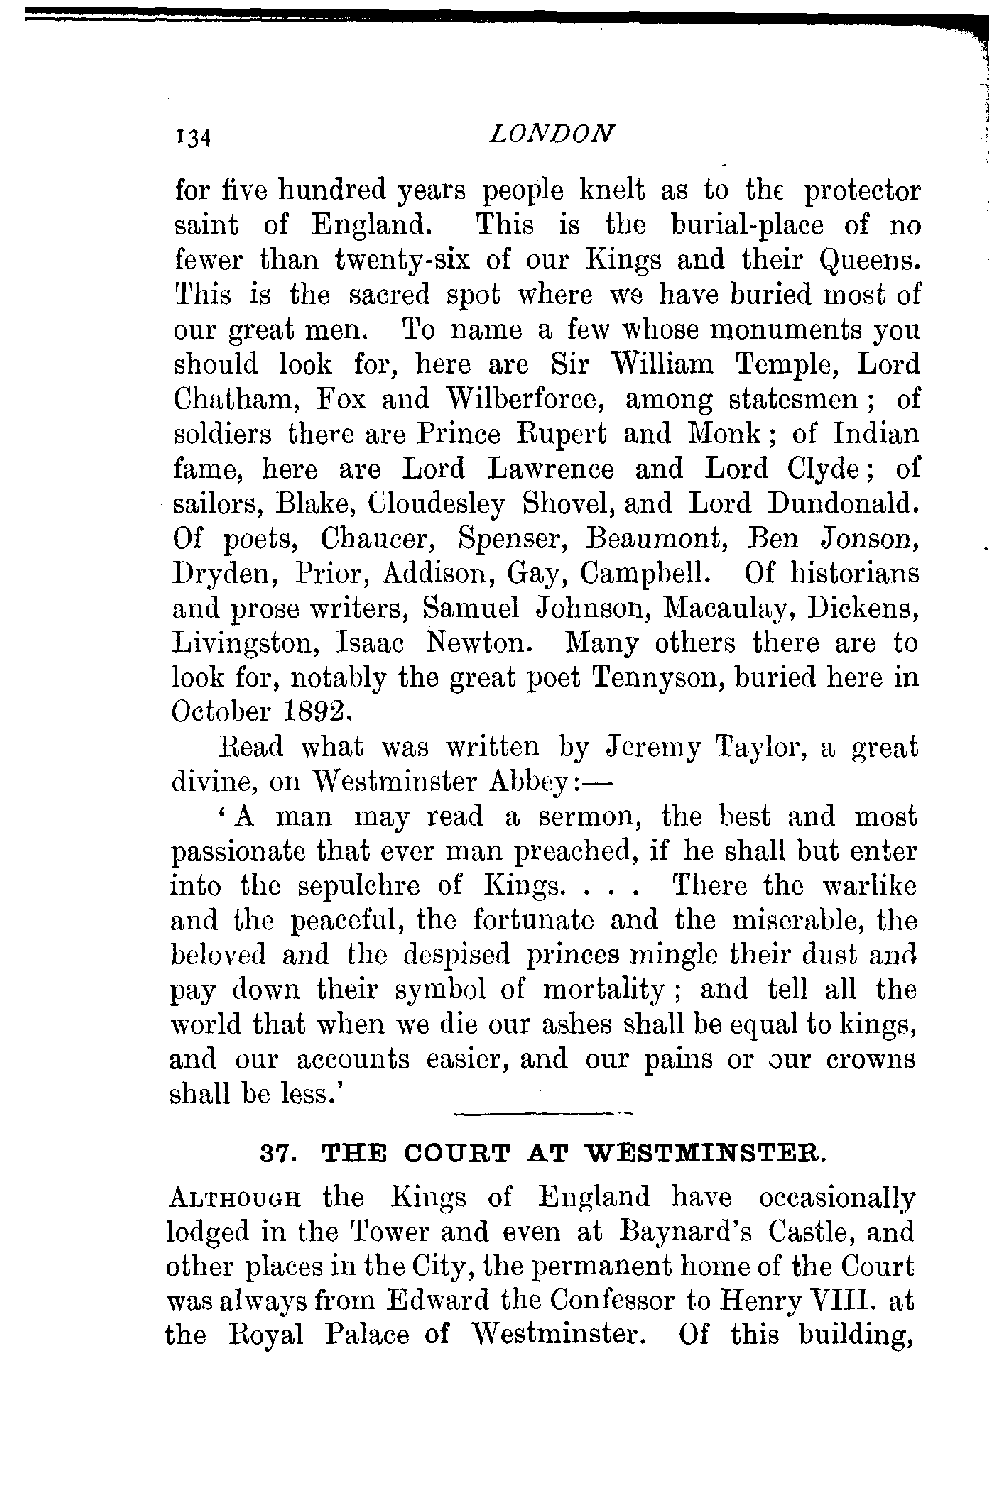 134 LONDON
for five hundred years people knelt as to the protector
saint of England. This is the burial-place of no
fewer than twenty-six of our Kings and their Queens.
This is the sacred spot where we have buried most of
our great men. To name a few whose monuments you
should look for, here are Sir William Temple, Lord
Chatham, Fox and Wilberforce, among statesmen; of
soldiers there are Prince Rupert and Monk; of Indian
fame, here are Lord Lawrence and Lord Clyde; of
sailors, Blake, Cloudesley Shovel, and Lord Dundonald.
Of poets, Chaucer, Spenser, Beaumont, Ben Jonson,
Dryden, Prior, Addison, Gay, Campbell. Of historians
and prose writers, Samuel Johnson, Macaulay, Dickens,
Livingston, Isaac Newton. Many others there are to
look for, notably the great poet Tennyson, buried here in
October 1892.
Read what was written by Jeremy Taylor, a great
divine, on Westminster Abbey:—
‘A man may read a sermon, the best and most
passionate that ever man preached, if he shall but enter
into the sepulchre of Kings. . . . There the warlike
and the peaceful, the fortunate and the miserable, the
beloved and the despised princes mingle their dust and
pay down their symbol of mortality; and tell all the
world that when we die our ashes shall be equal to kings,
and our accounts easier, and our pains or our crowns
shall be less.’
37. THE COURT AT WESTMINSTER.
ALTHOUGH the Kings of England have occasionally
lodged in the Tower and even at Baynard's Castle, and
other places in the City, the permanent home of the Court
was always from Edward the Confessor to Henry VIII. at
the Royal Palace of Westminster. Of this building,